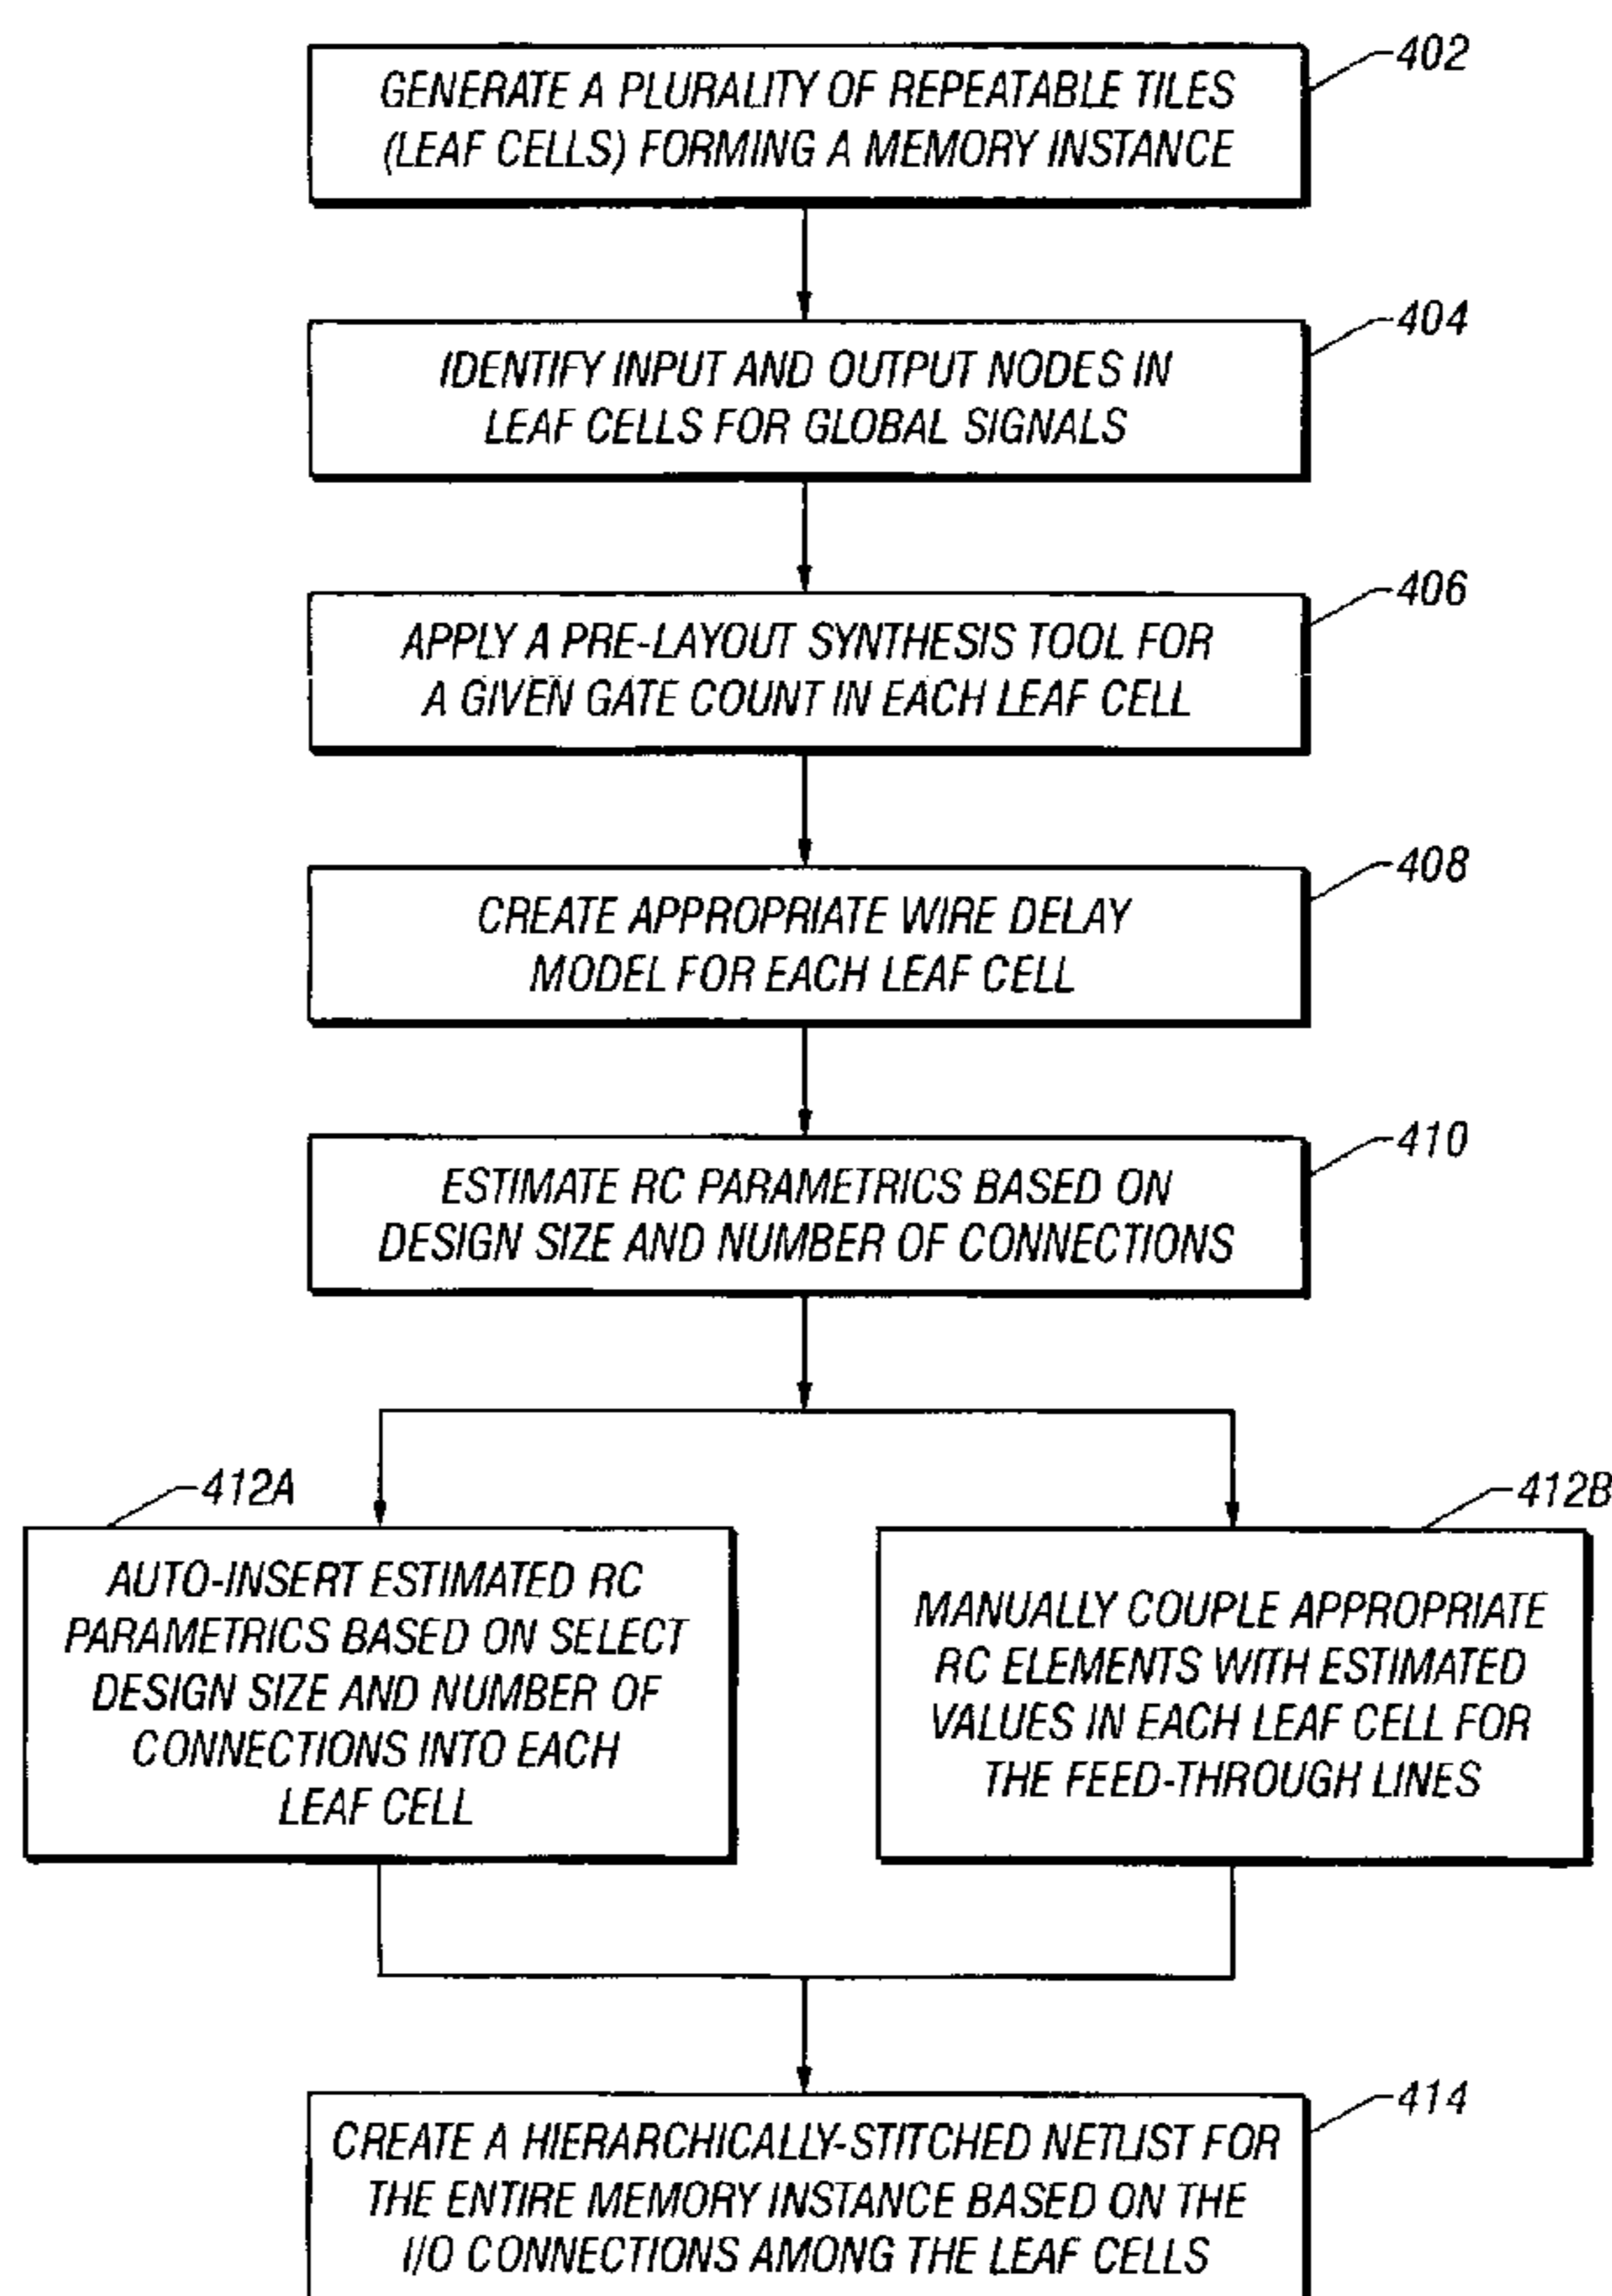 402
GENERATE A PLURALITY OF REPEATABLE TILES
(LEAF CELLS) FORMING A MEMORY INSTANCE
404
IDENTIFY INPUT AND OUTPUT NODES IN
LEAF CELLS FOR GLOBAL SIGNALS
406
APPLY A PRE-LAYOUT SYNTHESIS TOOL FOR
A GIVEN GATE COUNT IN EACH LEAF CELL
408
CREATE APPROPRIATE WIRE DELAY
MODEL FOR EACH LEAF CELL
410
ESTIMATE RC PARAMETRICS BASED ON
DESIGN SIZE AND NUMBER OF CONNECTIONS
412A
AUTO-INSERT ESTIMATED RC
PARAMETRICS BASED ON SELECT
DESIGN SIZE AND NUMBER OF
CONNECTIONS INTO EACH
LEAF CELL
412B
MANUALLY COUPLE APPROPRIATE
RC ELEMENTS WITH ESTIMATED
VALUES IN EACH LEAF CELL FOR
THE FEED-THROUGH LINES
414
CREATE A HIERARCHICALLY-STITCHED NETLIST FOR
THE ENTIRE MEMORY INSTANCE BASED ON THE
I/O CONNECTIONS AMONG THE LEAF CELLS